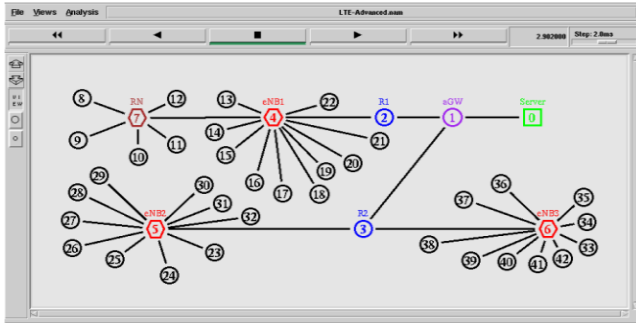 LTE-Advanced.nam
File Views Analysis
2.902000 Step: 2.0ms
RN eNB1 R1 aGW Server
8 12 13 22
7 4 2 1 0
9 10 11 14 15 16 17 18 19 20 21
29 30 28 31 27 32 26 25 24 23
eNB2 R2 eNB3
5 3 6
36 35 37 34 38 33 39 40 41 42